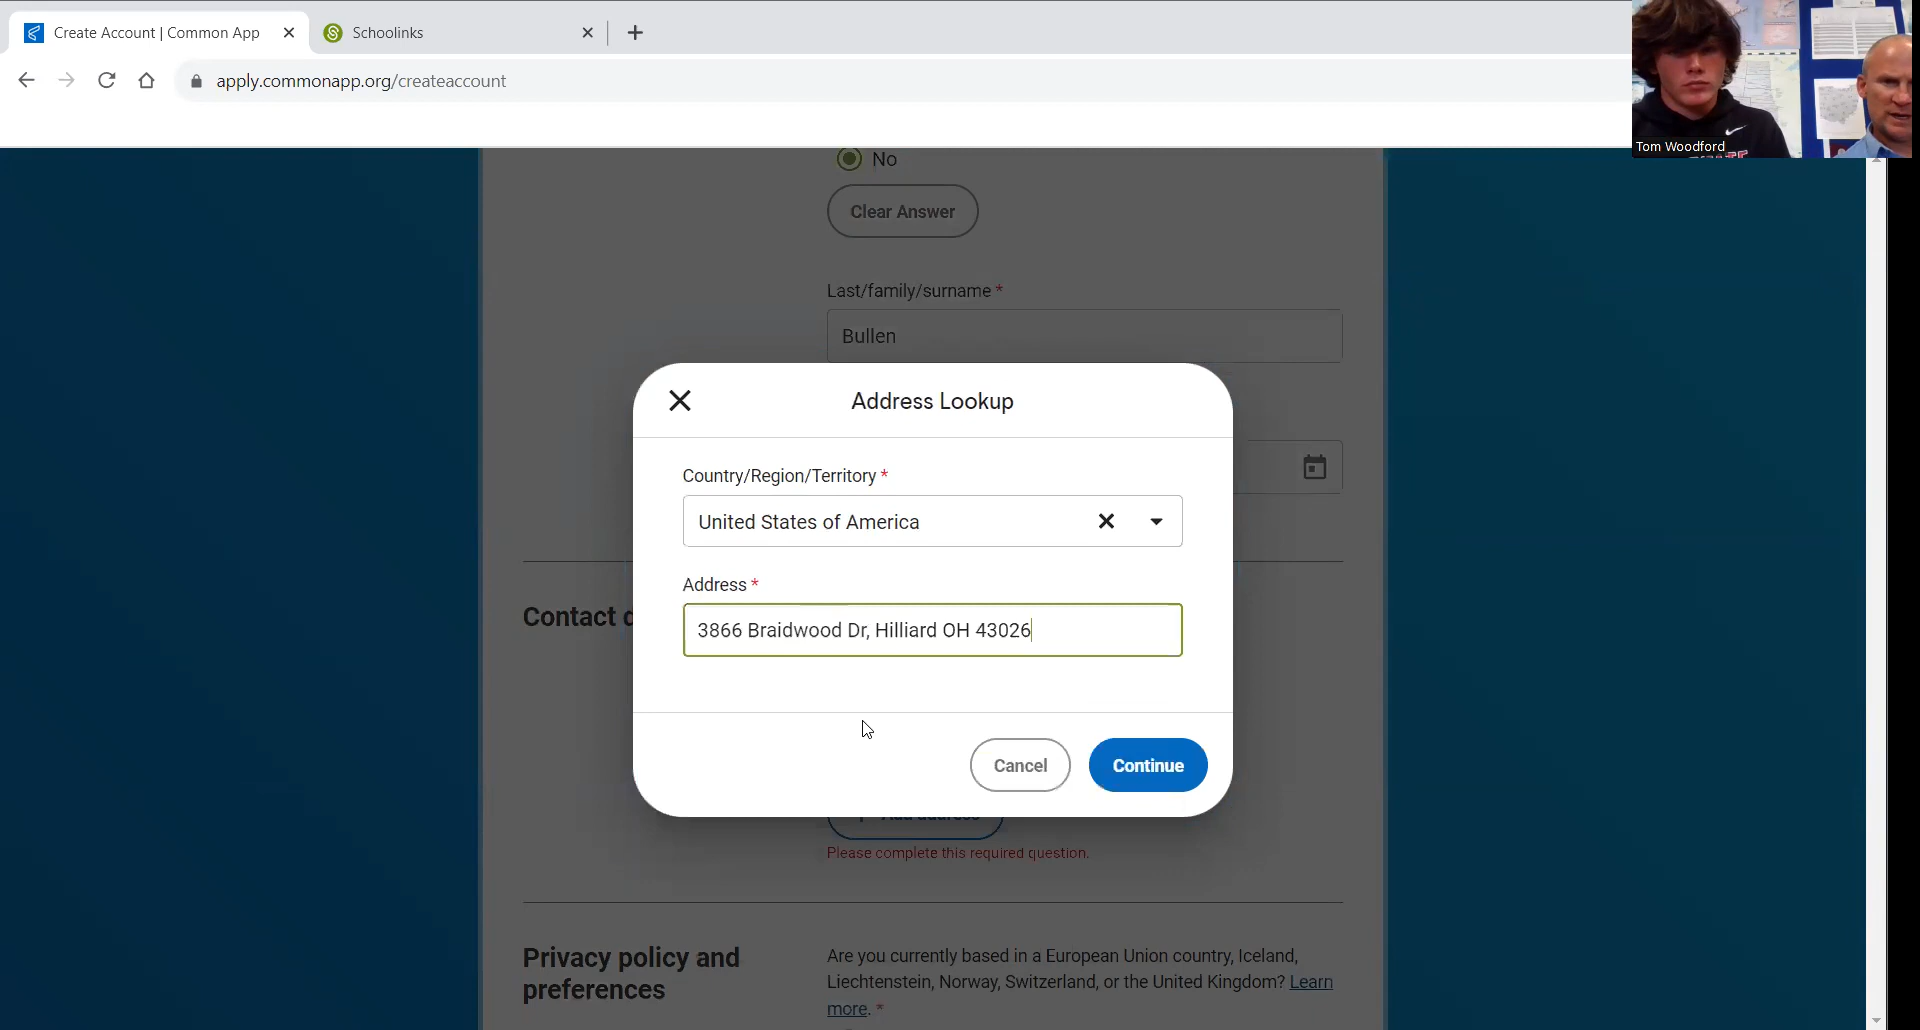 Create Account | Common App
Schoolinks
apply.commonapp.org/createaccount
Tom Woodford
No
Clear Answer
Last/family/surname *
Bullen
Address Lookup
Country/Region/Territory *
United States of America
Contact d
Address *
3866 Braidwood Dr, Hilliard OH 43026
Cancel
Continue
Add address
Please complete this required question.
Privacy policy and
preferences
Are you currently based in a European Union country, Iceland,
Liechtenstein, Norway, Switzerland, or the United Kingdom? Learn
more. *